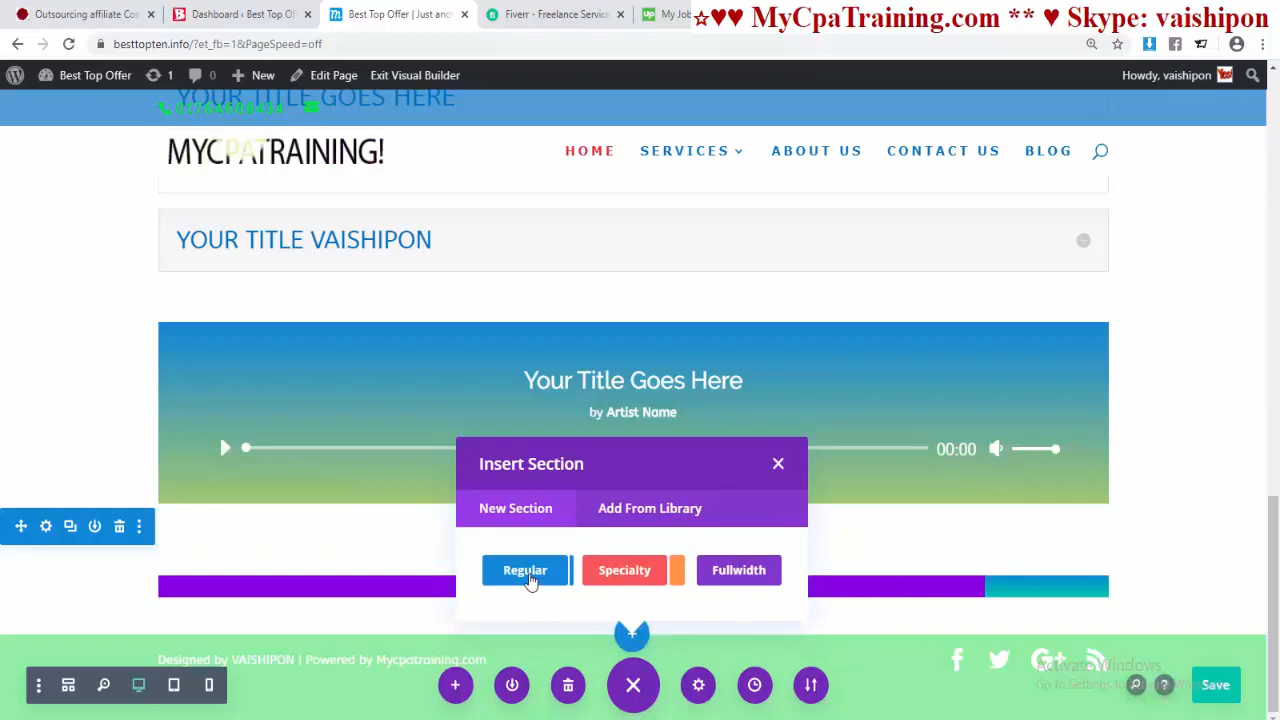 Outsourcing affiliate Cos
Dashboard ‹ Best Top Of
Best Top Offer | Just ano
Fiverr - Freelance Service
My Jo
☆♥♥ MyCpaTraining.com ** ♥ Skype: vaishipon
besttopten.info/?et_fb=1&PageSpeed=off
Best Top Offer
1
0
New
Edit Page
Exit Visual Builder
Howdy, vaishipon
YOUR TITLE GOES HERE
MYCPATRAINING!
HOME
SERVICES
ABOUT US
CONTACT US
BLOG
YOUR TITLE VAISHIPON
Your Title Goes Here
by Artist Name
00:00
Insert Section
New Section
Add From Library
Regular
Specialty
Fullwidth
Designed by VAISHIPON | Powered by Mycpatraining.com
Activate Windows
Save